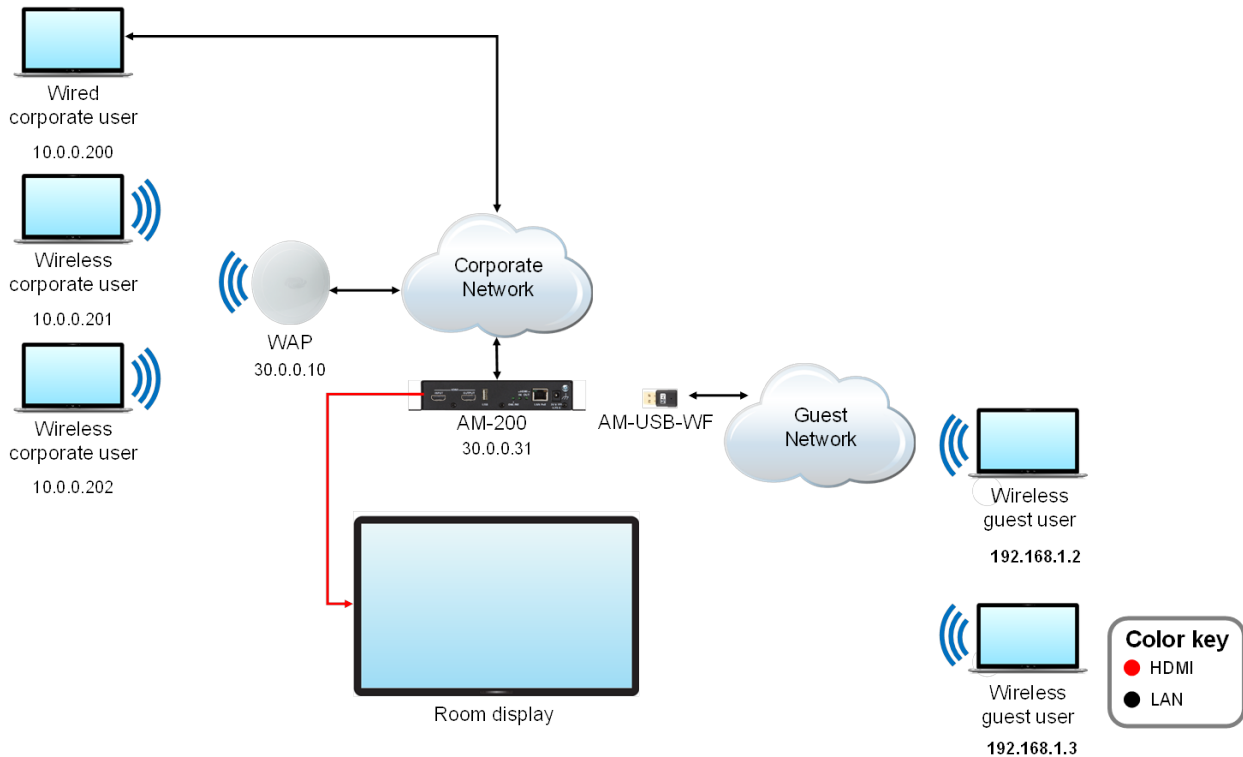 Wired
corporate user
10.0.0.200
Wireless
corporate user
10.0.0.201
Wireless
corporate user
10.0.0.202
WAP
30.0.0.10
Corporate
Network
AM-200
30.0.0.31
AM-USB-WF
Guest
Network
Room display
Wireless
guest user
192.168.1.2
Wireless
guest user
192.168.1.3
Color key
HDMI
LAN